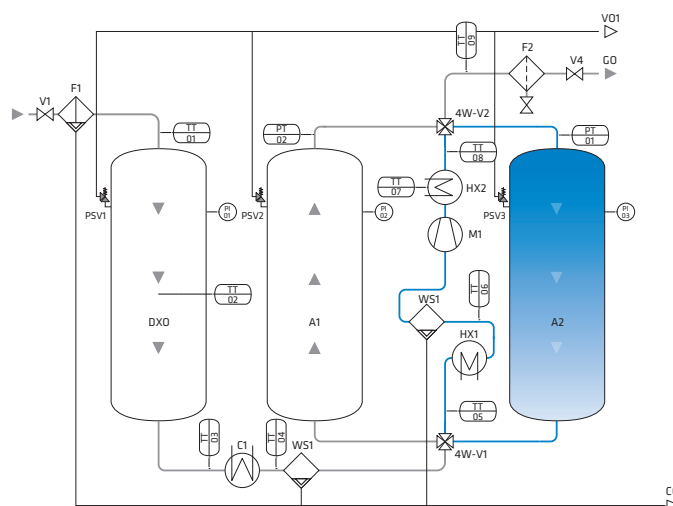 VO1
TT
09
F2
V4
GO
F1
V1
TT
01
PT
02
4W-V2
PT
01
TT
08
TT
07
HX2
PSV1
PI
01
PSV2
PI
02
PSV3
PI
03
M1
TT
02
TT
06
WS1
DXO
A1
A2
HX1
TT
05
TT
03
C1
TT
04
WS1
4W-V1